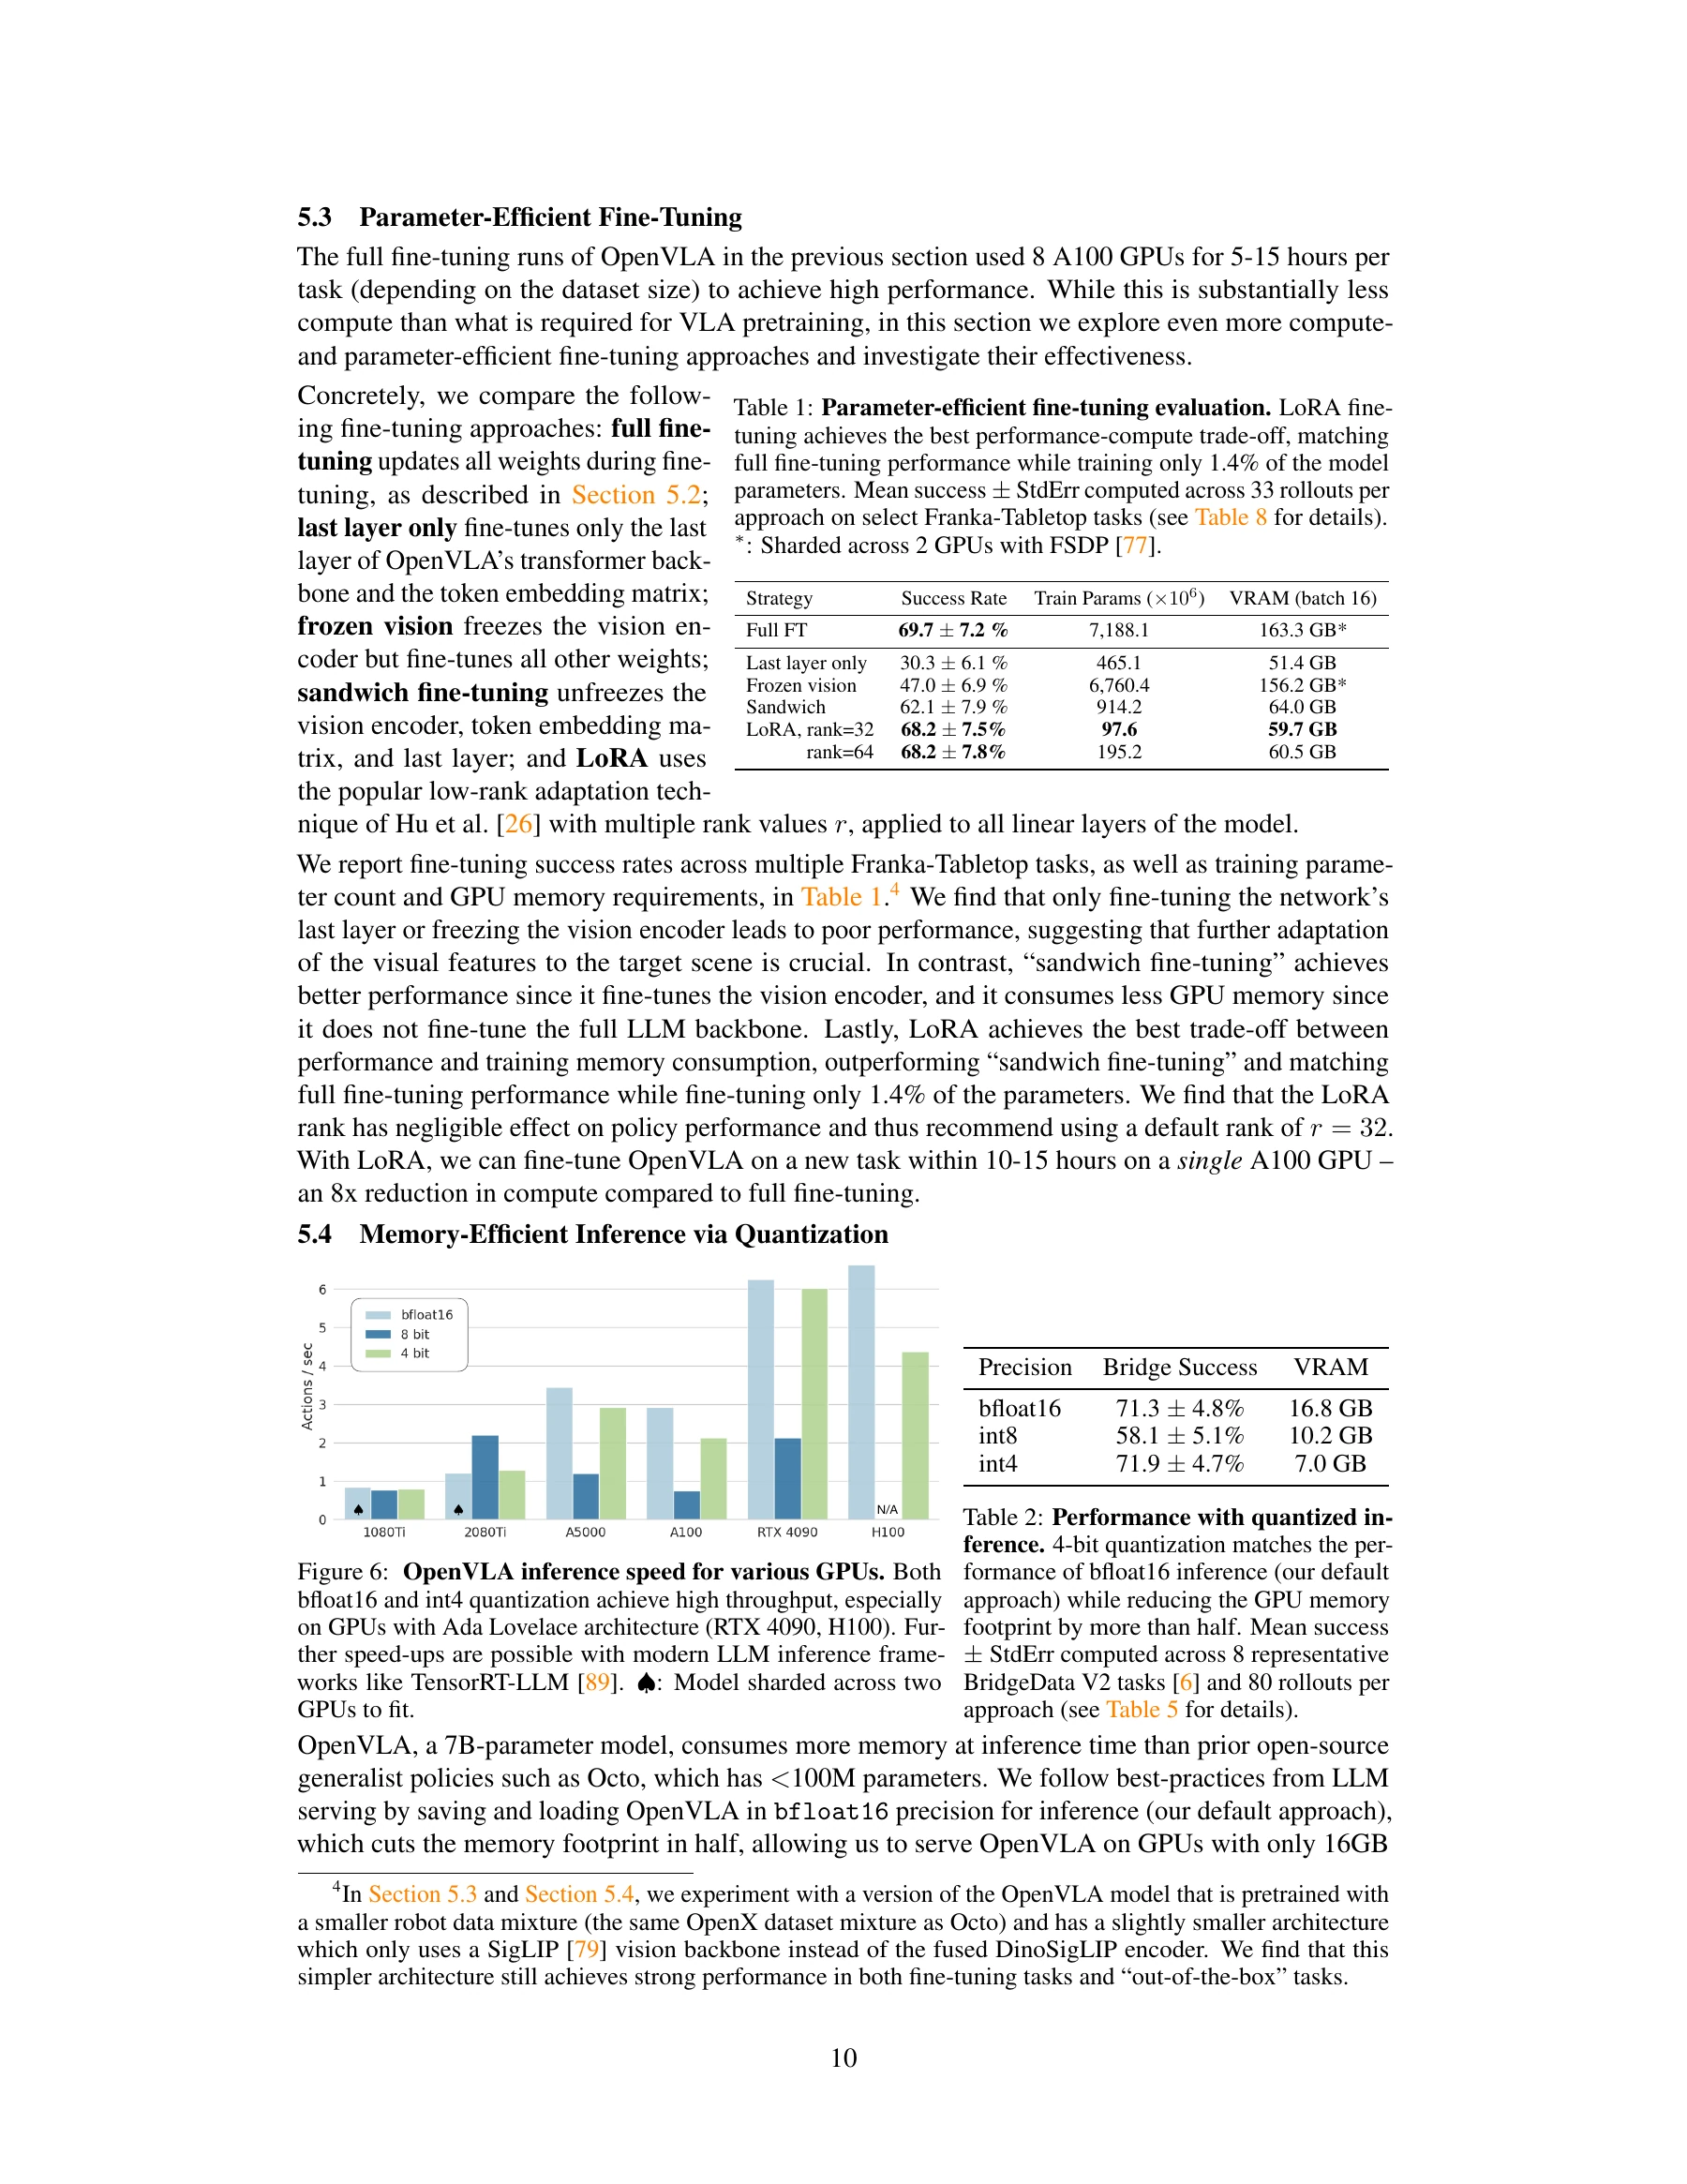 5.3 Parameter-Efficient Fine-Tuning
The full fine-tuning runs of OpenVLA in the previous section used 8 A100 GPUs for 5-15 hours per
task (depending on the dataset size) to achieve high performance. While this is substantially less
compute than what is required for VLA pretraining, in this section we explore even more compute-
and parameter-efficient fine-tuning approaches and investigate their effectiveness.
Concretely, we compare the follow-
ing fine-tuning approaches: full fine-
tuning updates all weights during fine-
tuning, as described in Section 5.2;
last layer only fine-tunes only the last
layer of OpenVLA's transformer back-
bone and the token embedding matrix;
frozen vision freezes the vision en-
coder but fine-tunes all other weights;
sandwich fine-tuning unfreezes the
vision encoder, token embedding ma-
trix, and last layer; and LoRA uses
the popular low-rank adaptation tech-
nique of Hu et al. [26] with multiple rank values r, applied to all linear layers of the model.
Table 1: Parameter-efficient fine-tuning evaluation. LoRA fine-
tuning achieves the best performance-compute trade-off, matching
full fine-tuning performance while training only 1.4% of the model
parameters. Mean success ± StdErr computed across 33 rollouts per
approach on select Franka-Tabletop tasks (see Table 8 for details).
*: Sharded across 2 GPUs with FSDP [77].
Strategy Success Rate Train Params (×10⁶) VRAM (batch 16)
Full FT 69.7 ± 7.2 % 7,188.1 163.3 GB*
Last layer only 30.3 ± 6.1 % 465.1 51.4 GB
Frozen vision 47.0 ± 6.9 % 6,760.4 156.2 GB*
Sandwich 62.1 ± 7.9 % 914.2 64.0 GB
LoRA, rank=32 68.2 ± 7.5% 97.6 59.7 GB
rank=64 68.2 ± 7.8% 195.2 60.5 GB
We report fine-tuning success rates across multiple Franka-Tabletop tasks, as well as training parame-
ter count and GPU memory requirements, in Table 1.⁴ We find that only fine-tuning the network's
last layer or freezing the vision encoder leads to poor performance, suggesting that further adaptation
of the visual features to the target scene is crucial. In contrast, “sandwich fine-tuning” achieves
better performance since it fine-tunes the vision encoder, and it consumes less GPU memory since
it does not fine-tune the full LLM backbone. Lastly, LoRA achieves the best trade-off between
performance and training memory consumption, outperforming “sandwich fine-tuning” and matching
full fine-tuning performance while fine-tuning only 1.4% of the parameters. We find that the LoRA
rank has negligible effect on policy performance and thus recommend using a default rank of r = 32.
With LoRA, we can fine-tune OpenVLA on a new task within 10-15 hours on a single A100 GPU –
an 8x reduction in compute compared to full fine-tuning.
5.4 Memory-Efficient Inference via Quantization
Actions / sec
6
5
4
3
2
1
0
bfloat16
8 bit
4 bit
♠
♠
N/A
1080Ti 2080Ti A5000 A100 RTX 4090 H100
Figure 6: OpenVLA inference speed for various GPUs. Both
bfloat16 and int4 quantization achieve high throughput, especially
on GPUs with Ada Lovelace architecture (RTX 4090, H100). Fur-
ther speed-ups are possible with modern LLM inference frame-
works like TensorRT-LLM [89]. ♠: Model sharded across two
GPUs to fit.
Precision Bridge Success VRAM
bfloat16 71.3 ± 4.8% 16.8 GB
int8 58.1 ± 5.1% 10.2 GB
int4 71.9 ± 4.7% 7.0 GB
Table 2: Performance with quantized in-
ference. 4-bit quantization matches the per-
formance of bfloat16 inference (our default
approach) while reducing the GPU memory
footprint by more than half. Mean success
± StdErr computed across 8 representative
BridgeData V2 tasks [6] and 80 rollouts per
approach (see Table 5 for details).
OpenVLA, a 7B-parameter model, consumes more memory at inference time than prior open-source
generalist policies such as Octo, which has <100M parameters. We follow best-practices from LLM
serving by saving and loading OpenVLA in bfloat16 precision for inference (our default approach),
which cuts the memory footprint in half, allowing us to serve OpenVLA on GPUs with only 16GB
⁴In Section 5.3 and Section 5.4, we experiment with a version of the OpenVLA model that is pretrained with
a smaller robot data mixture (the same OpenX dataset mixture as Octo) and has a slightly smaller architecture
which only uses a SigLIP [79] vision backbone instead of the fused DinoSigLIP encoder. We find that this
simpler architecture still achieves strong performance in both fine-tuning tasks and “out-of-the-box” tasks.
10